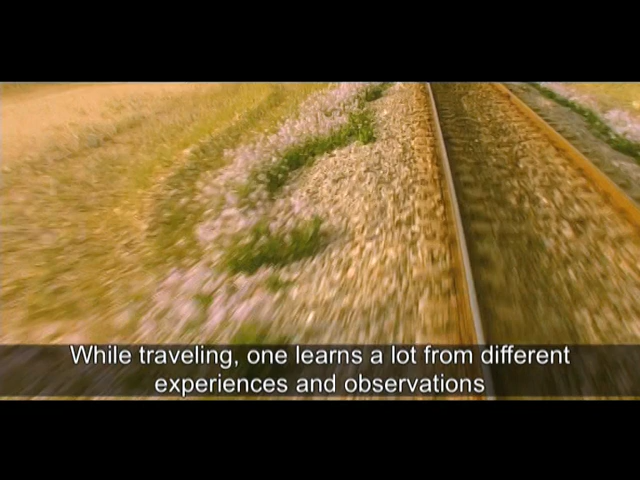 While traveling, one learns a lot from different
experiences and observations